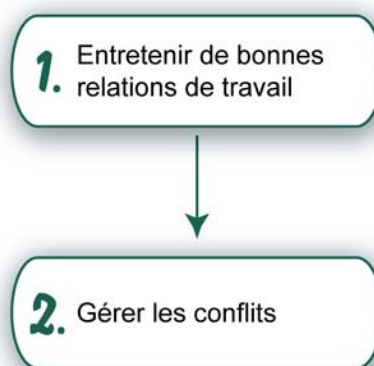 1. Entretenir de bonnes
relations de travail
2. Gérer les conflits